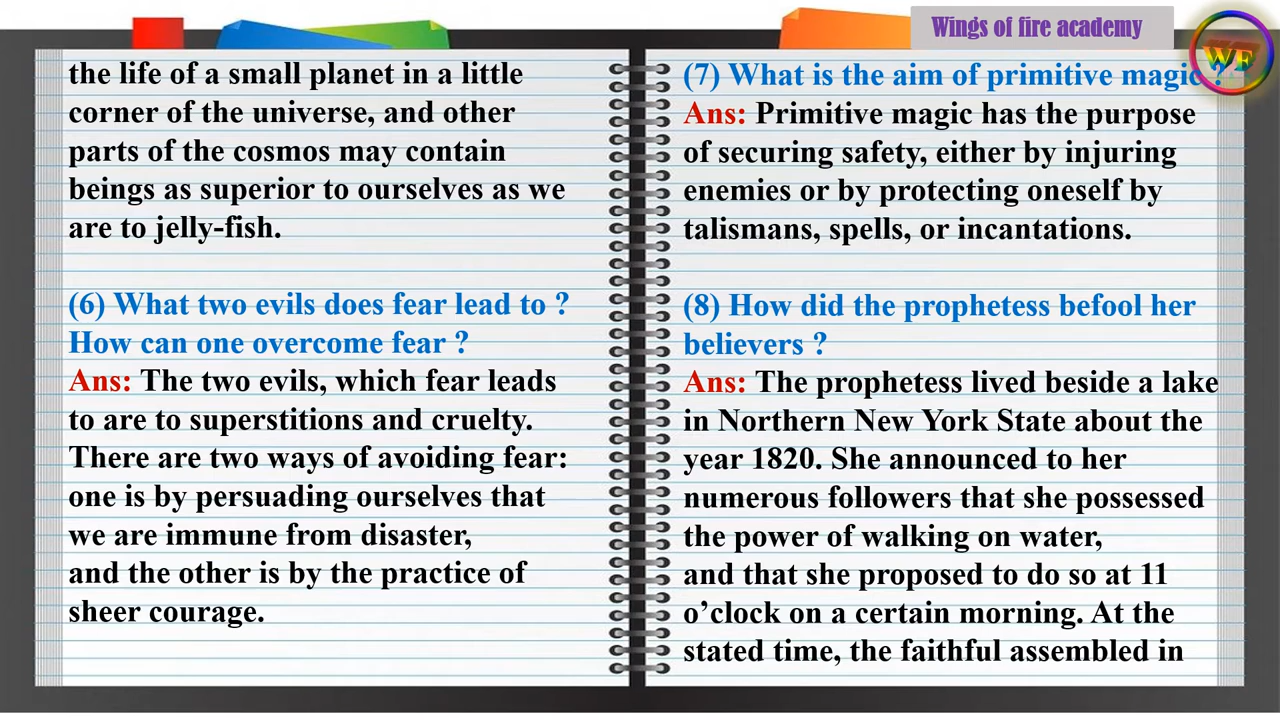 Wings of fire academy
WF
the life of a small planet in a little
corner of the universe, and other
parts of the cosmos may contain
beings as superior to ourselves as we
are to jelly-fish.
(6) What two evils does fear lead to ?
How can one overcome fear ?
Ans: The two evils, which fear leads
to are to superstitions and cruelty.
There are two ways of avoiding fear:
one is by persuading ourselves that
we are immune from disaster,
and the other is by the practice of
sheer courage.
(7) What is the aim of primitive magic ?
Ans: Primitive magic has the purpose
of securing safety, either by injuring
enemies or by protecting oneself by
talismans, spells, or incantations.
(8) How did the prophetess befool her
believers ?
Ans: The prophetess lived beside a lake
in Northern New York State about the
year 1820. She announced to her
numerous followers that she possessed
the power of walking on water,
and that she proposed to do so at 11
o’clock on a certain morning. At the
stated time, the faithful assembled in